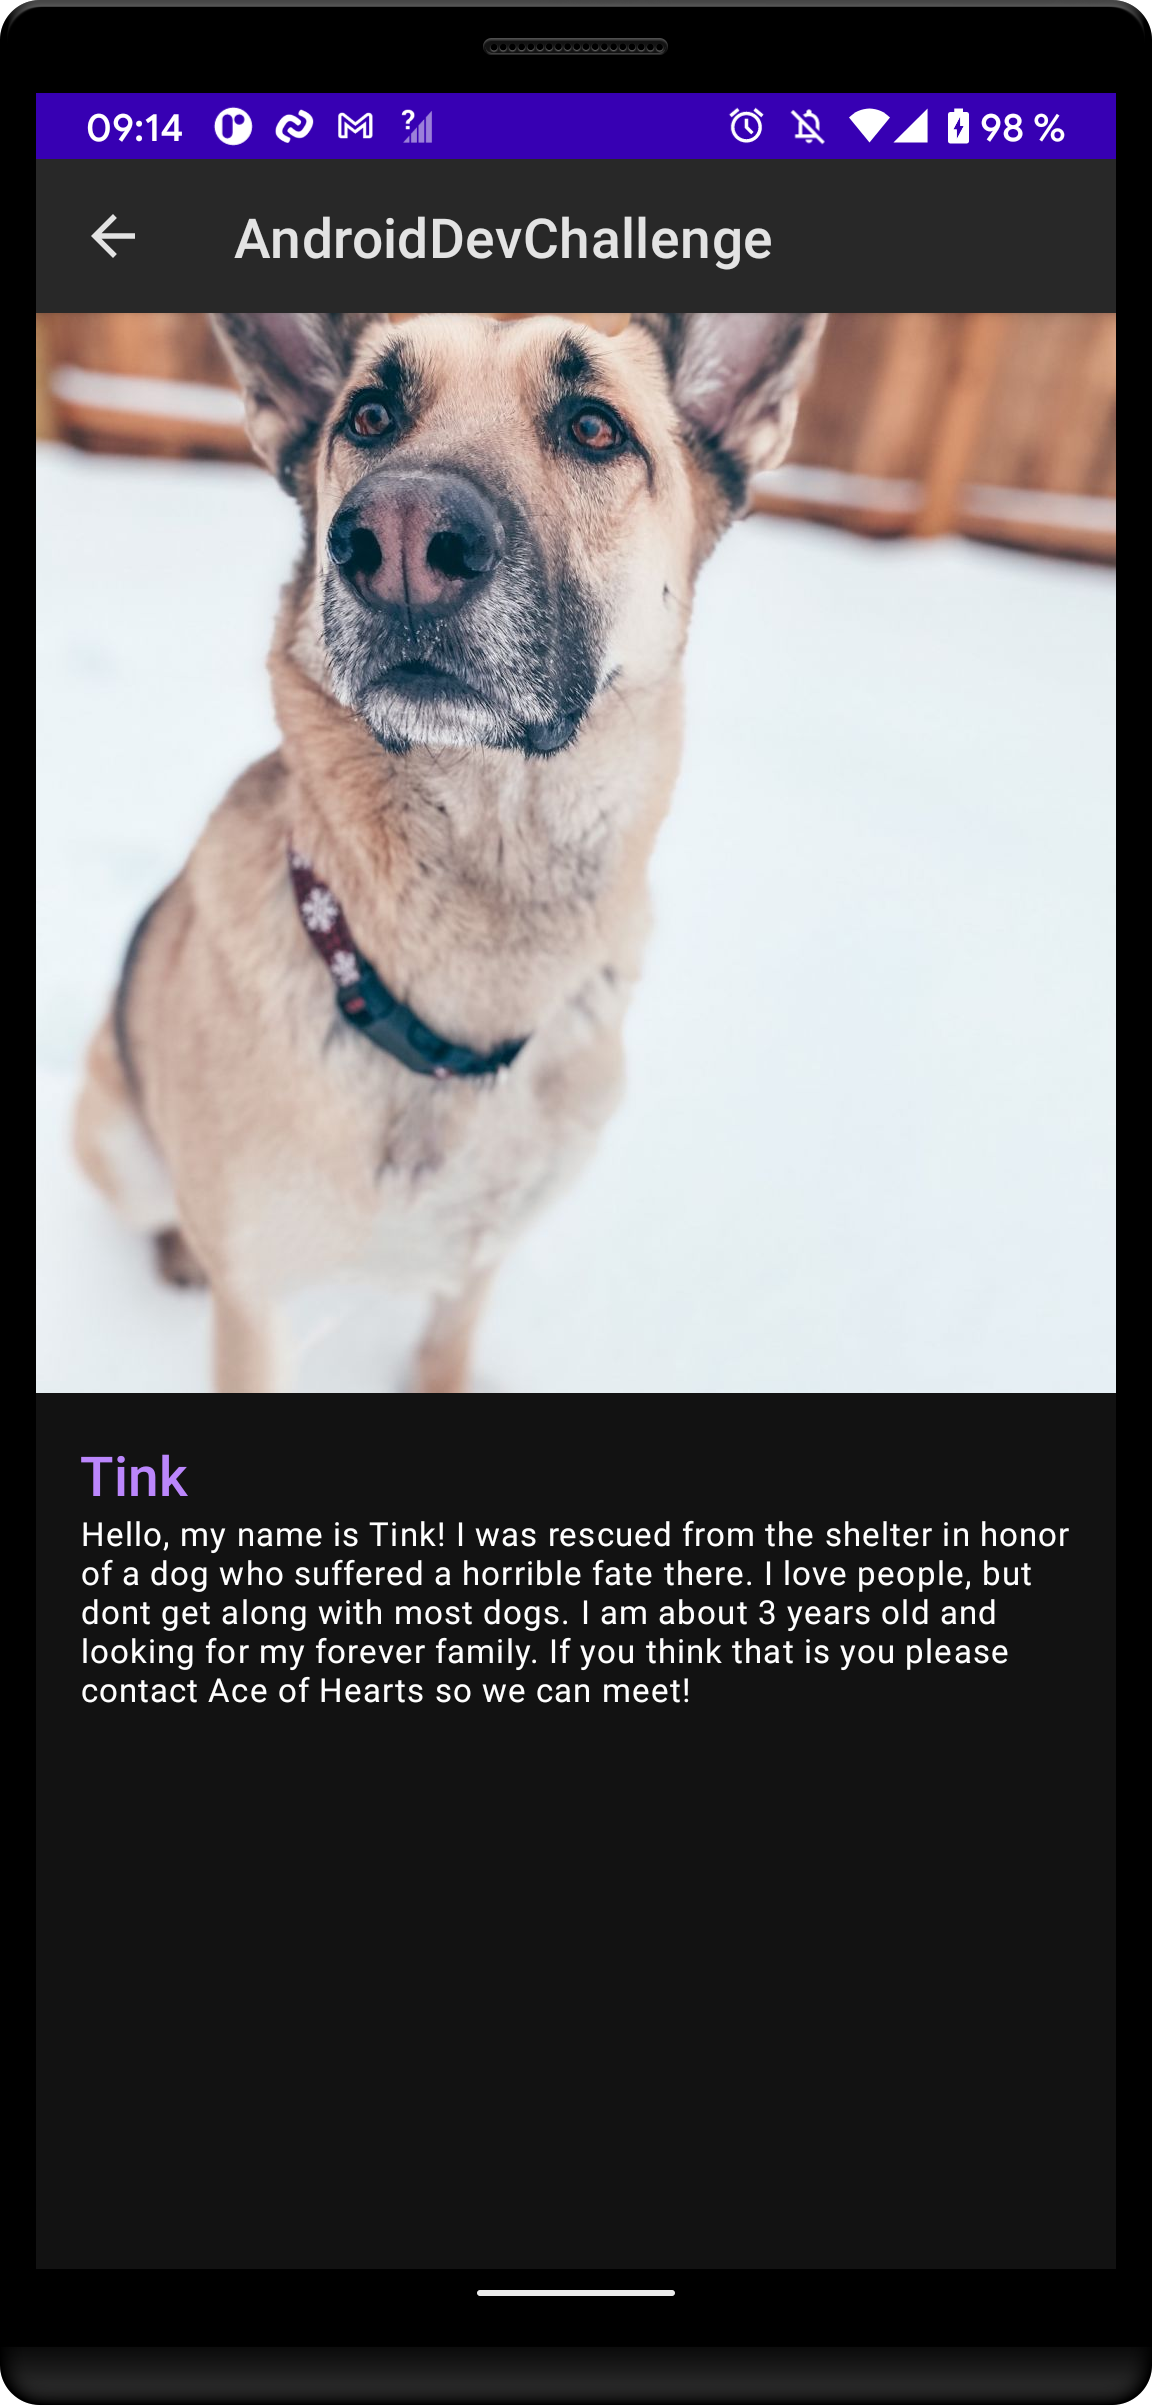 09:14
98 %
AndroidDevChallenge
Tink
Hello, my name is Tink! I was rescued from the shelter in honor
of a dog who suffered a horrible fate there. I love people, but
dont get along with most dogs. I am about 3 years old and
looking for my forever family. If you think that is you please
contact Ace of Hearts so we can meet!